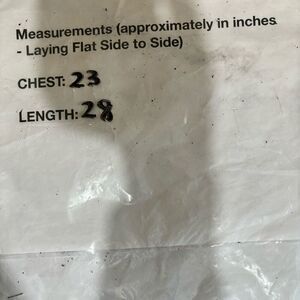 Measurements (approximately in inches
- Laying Flat Side to Side)
CHEST: 23
LENGTH: 28